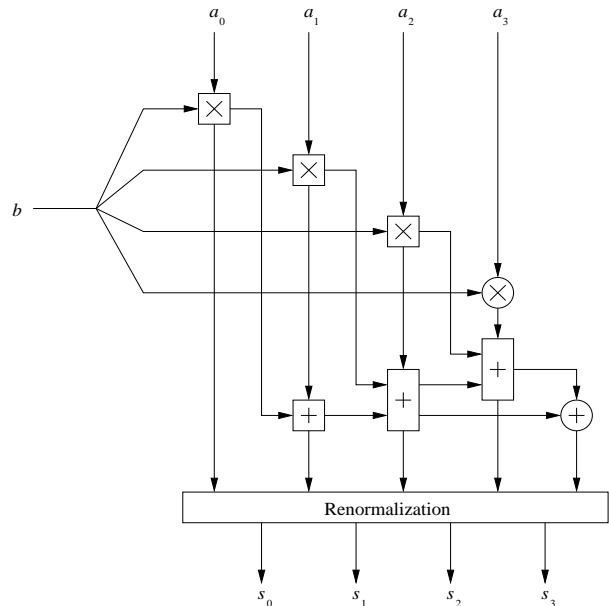 a0 a1 a2 a3
×
×
b
×
×
+
+
+ +
Renormalization
s0 s1 s2 s3